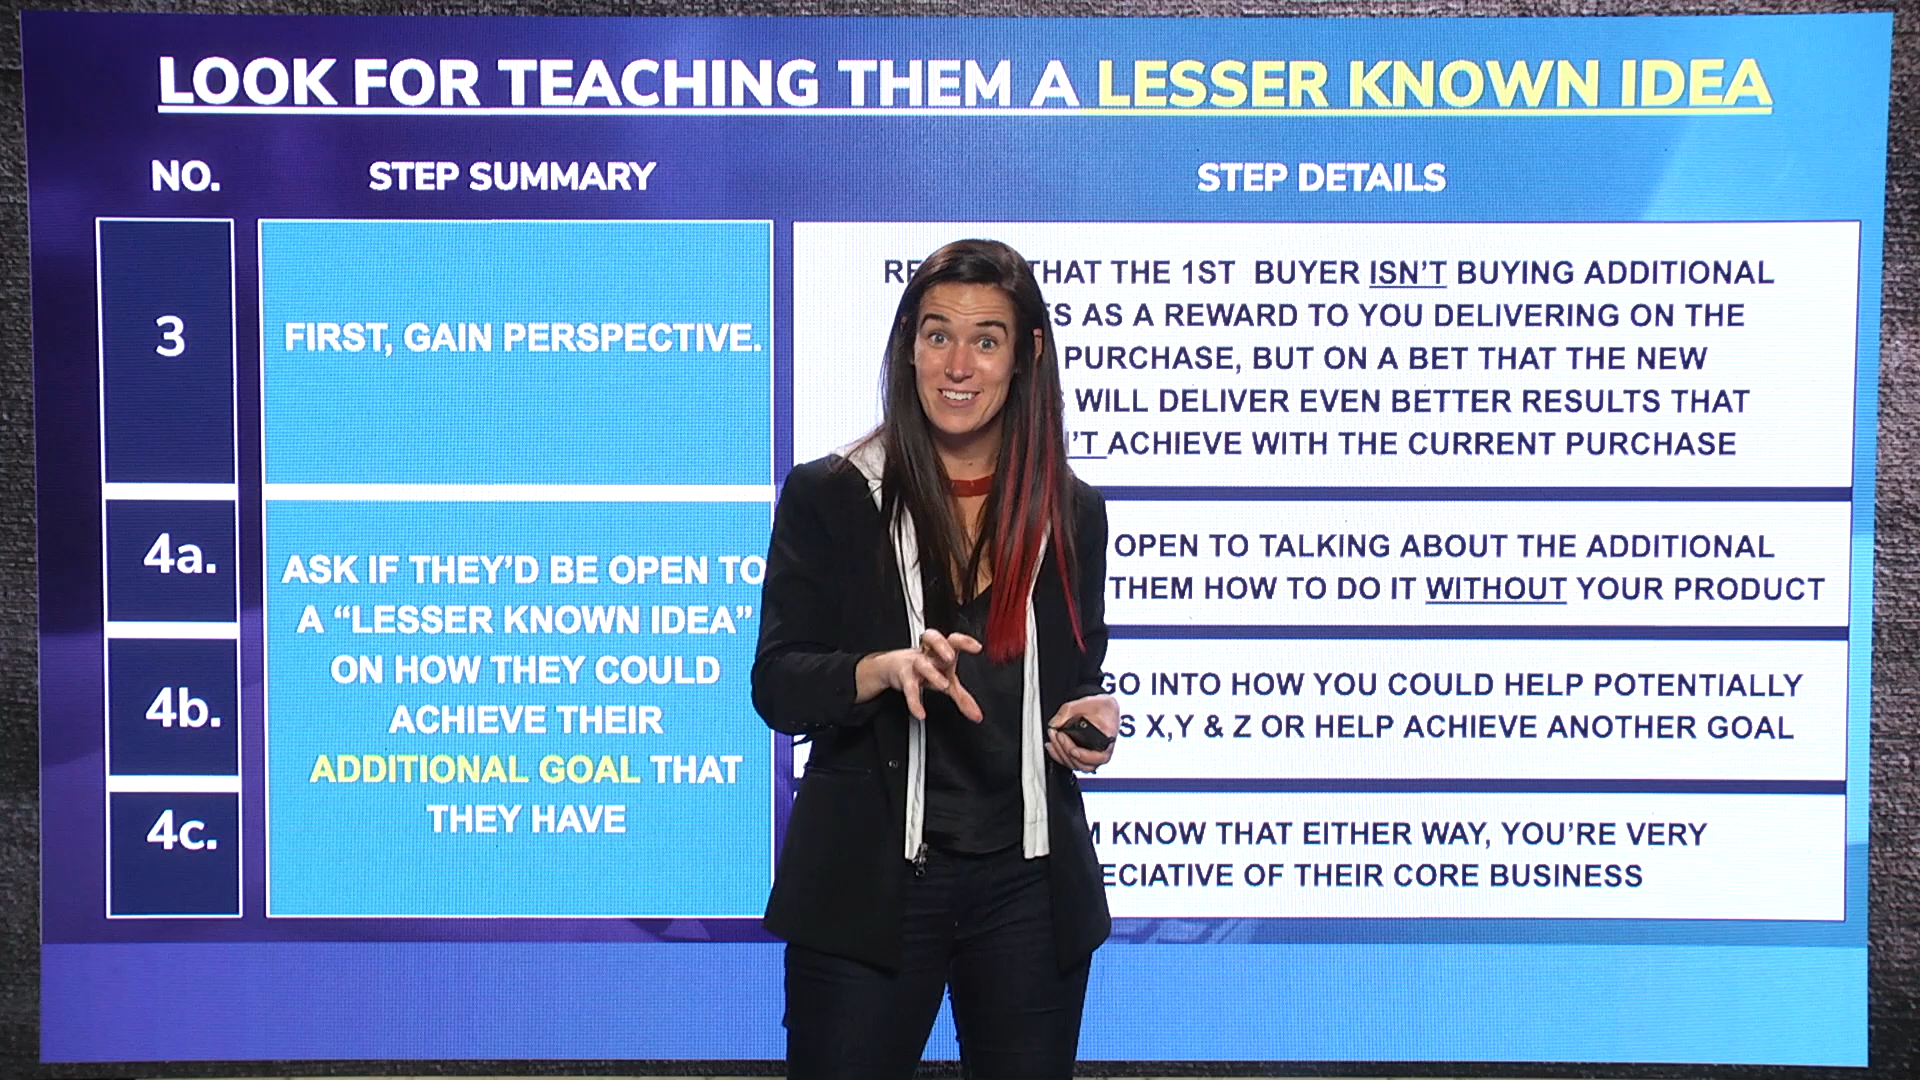 LOOK FOR TEACHING THEM A LESSER KNOWN IDEA
NO. STEP SUMMARY STEP DETAILS
3
FIRST, GAIN PERSPECTIVE.
THAT THE 1ST BUYER ISN'T BUYING ADDITIONAL
AS A REWARD TO YOU DELIVERING ON THE
PURCHASE, BUT ON A BET THAT THE NEW
WILL DELIVER EVEN BETTER RESULTS THAT
ACHIEVE WITH THE CURRENT PURCHASE
4a.
4b.
4c.
ASK IF THEY'D BE OPEN TO
A “LESSER KNOWN IDEA”
ON HOW THEY COULD
ACHIEVE THEIR
ADDITIONAL GOAL THAT
THEY HAVE
OPEN TO TALKING ABOUT THE ADDITIONAL
THEM HOW TO DO IT WITHOUT YOUR PRODUCT
GO INTO HOW YOU COULD HELP POTENTIALLY
X,Y & Z OR HELP ACHIEVE ANOTHER GOAL
KNOW THAT EITHER WAY, YOU'RE VERY
OF THEIR CORE BUSINESS